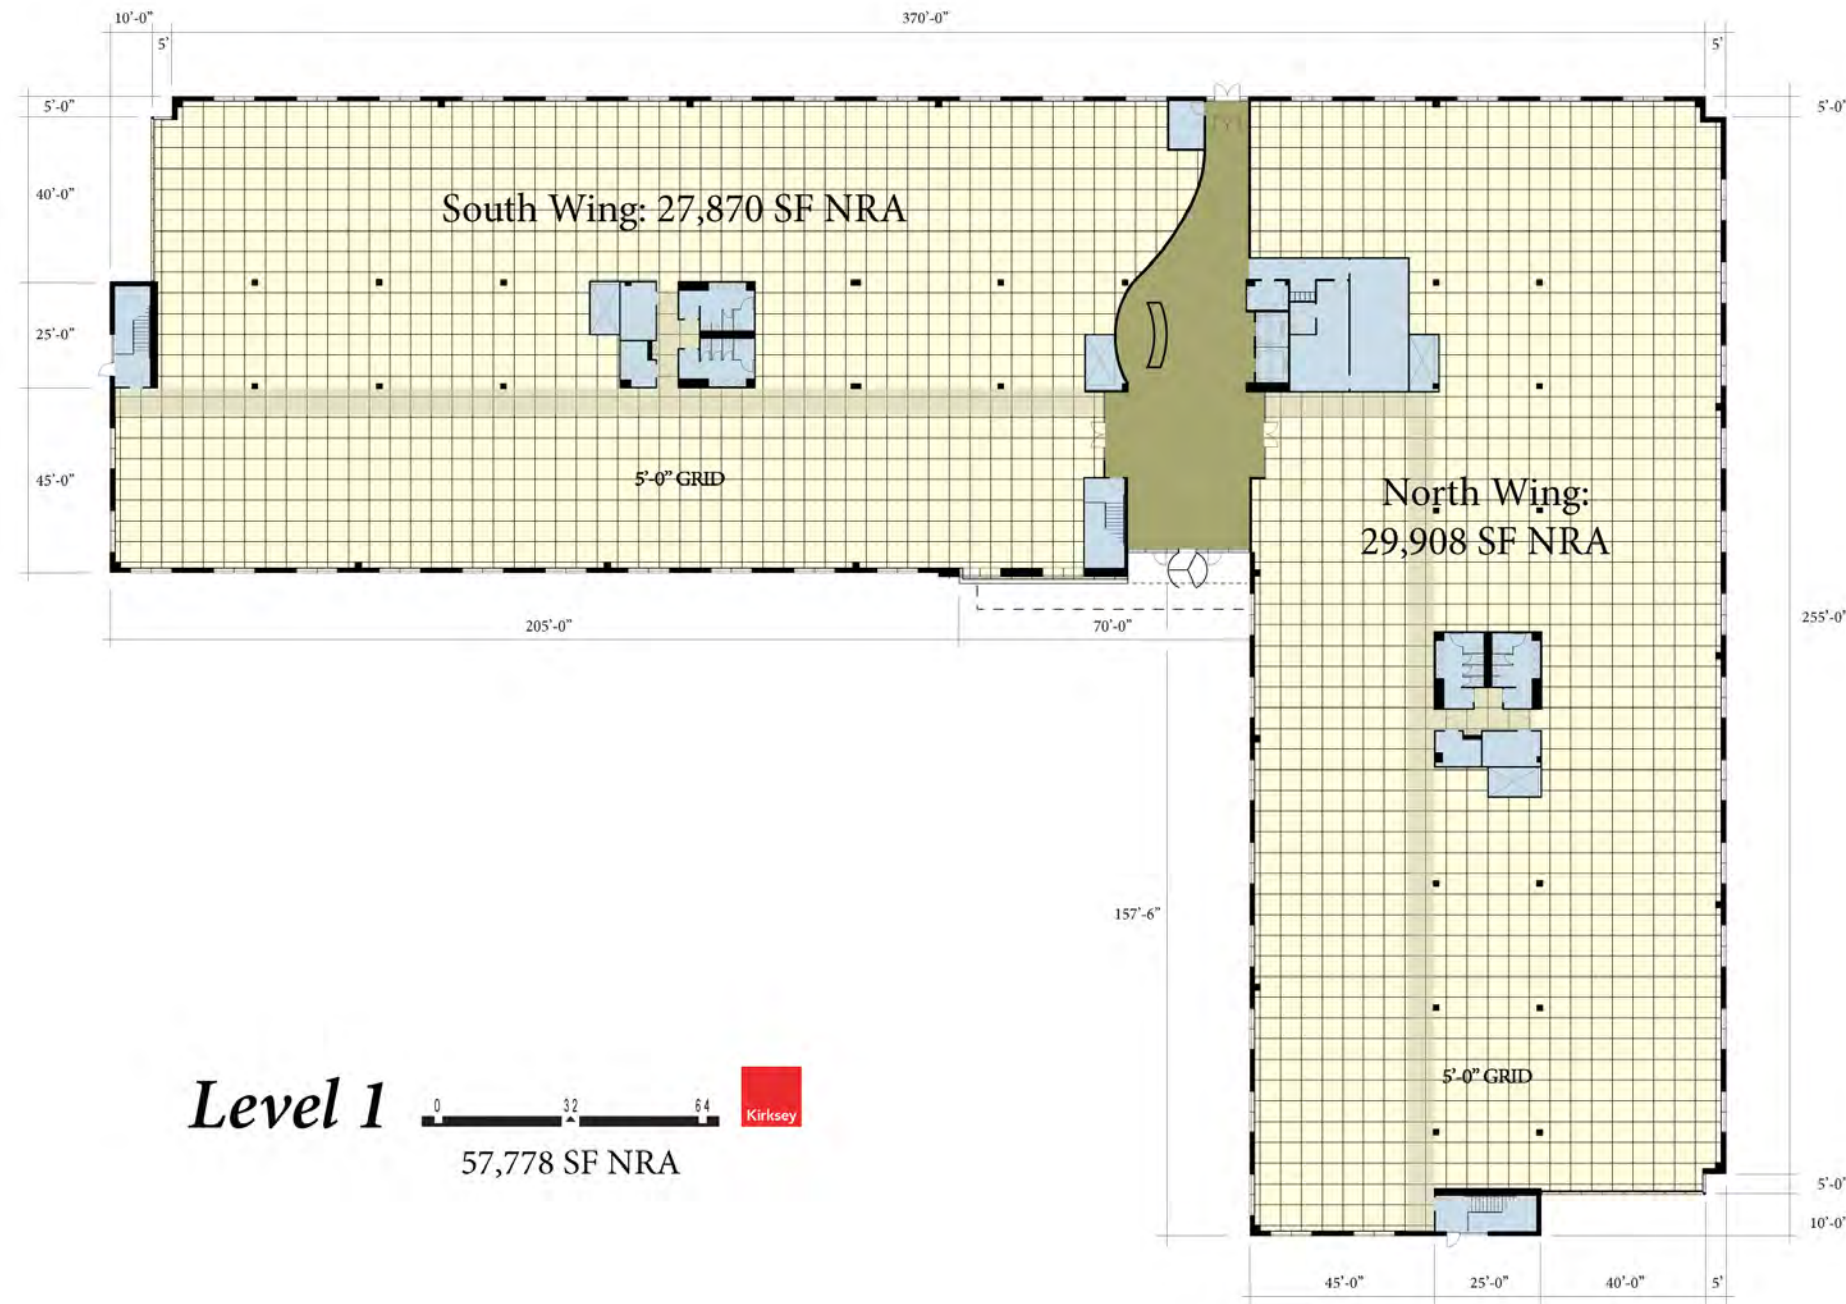 10'-0"
370'-0"
5'
5'
5'-0"
5'-0"
40'-0"
South Wing: 27,870 SF NRA
25'-0"
45'-0"
5'-0" GRID
North Wing:
29,908 SF NRA
205'-0"
70'-0"
255'-0"
157'-6"
5'-0" GRID
Level 1
0 32 64
Kirksey
57,778 SF NRA
5'-0"
10'-0"
45'-0"
25'-0"
40'-0"
5'